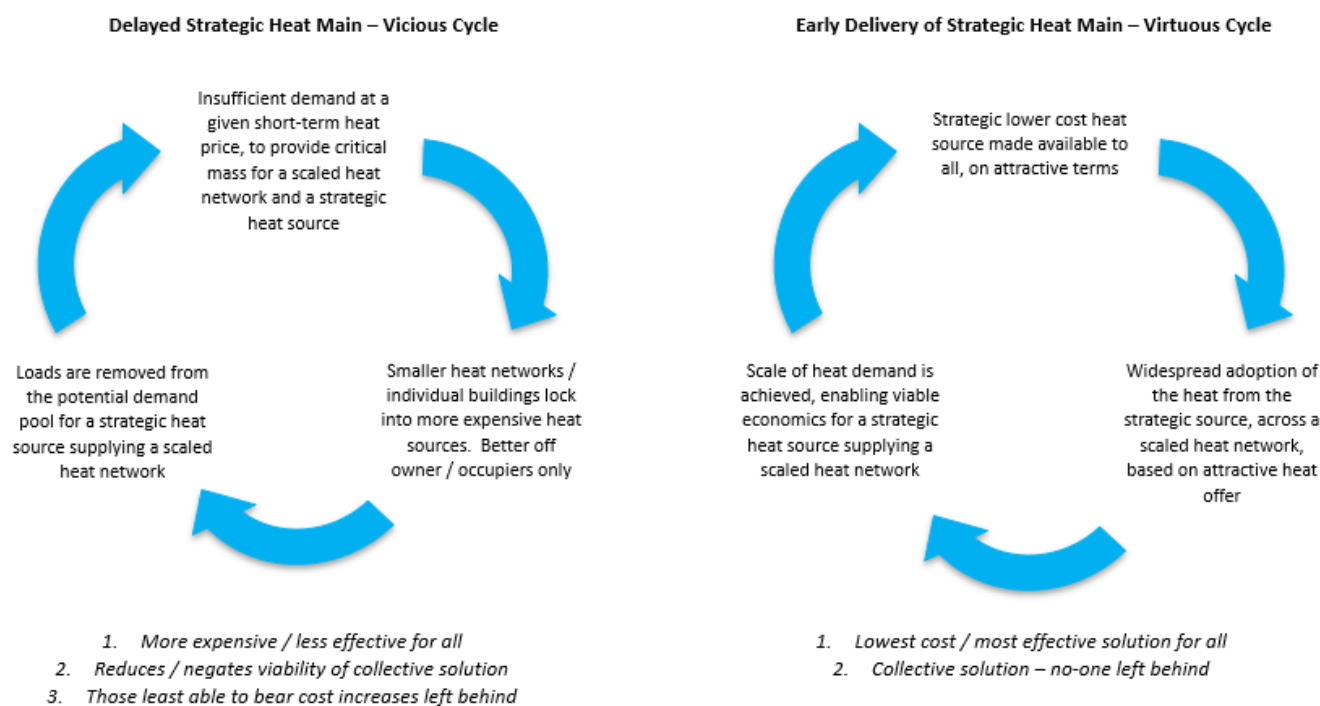 Delayed Strategic Heat Main – Vicious Cycle
Insufficient demand at a
given short-term heat
price, to provide critical
mass for a scaled heat
network and a strategic
heat source
Smaller heat networks /
individual buildings lock
into more expensive heat
sources.  Better off
owner / occupiers only
Loads are removed from
the potential demand
pool for a strategic heat
source supplying a scaled
heat network
1. More expensive / less effective for all
2. Reduces / negates viability of collective solution
3. Those least able to bear cost increases left behind
Early Delivery of Strategic Heat Main – Virtuous Cycle
Strategic lower cost heat
source made available to
all, on attractive terms
Widespread adoption of
the heat from the
strategic source, across a
scaled heat network,
based on attractive heat
offer
Scale of heat demand is
achieved, enabling viable
economics for a strategic
heat source supplying a
scaled heat network
1. Lowest cost / most effective solution for all
2. Collective solution – no-one left behind